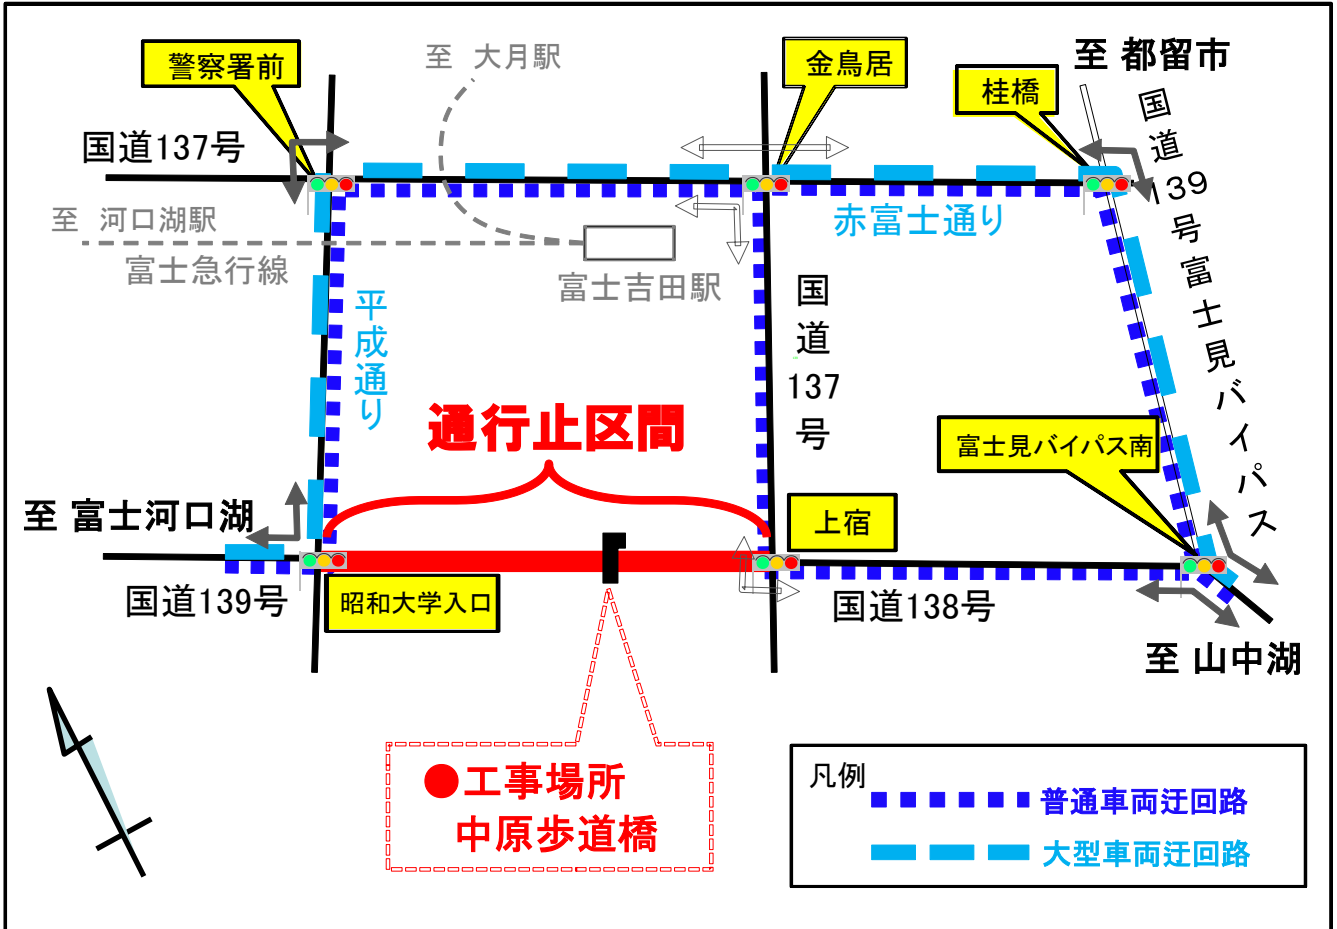 警察署前
至 大月駅
金鳥居
至 都留市
桂橋
国道137号
国道139号富士見バイパス
至 河口湖駅
富士急行線
富士吉田駅
赤富士通り
平成通り
国道137号
通行止区間
富士見バイパス南
至 富士河口湖
上宿
国道139号
昭和大学入口
国道138号
至 山中湖
●工事場所
中原歩道橋
凡例
普通車両迂回路
大型車両迂回路